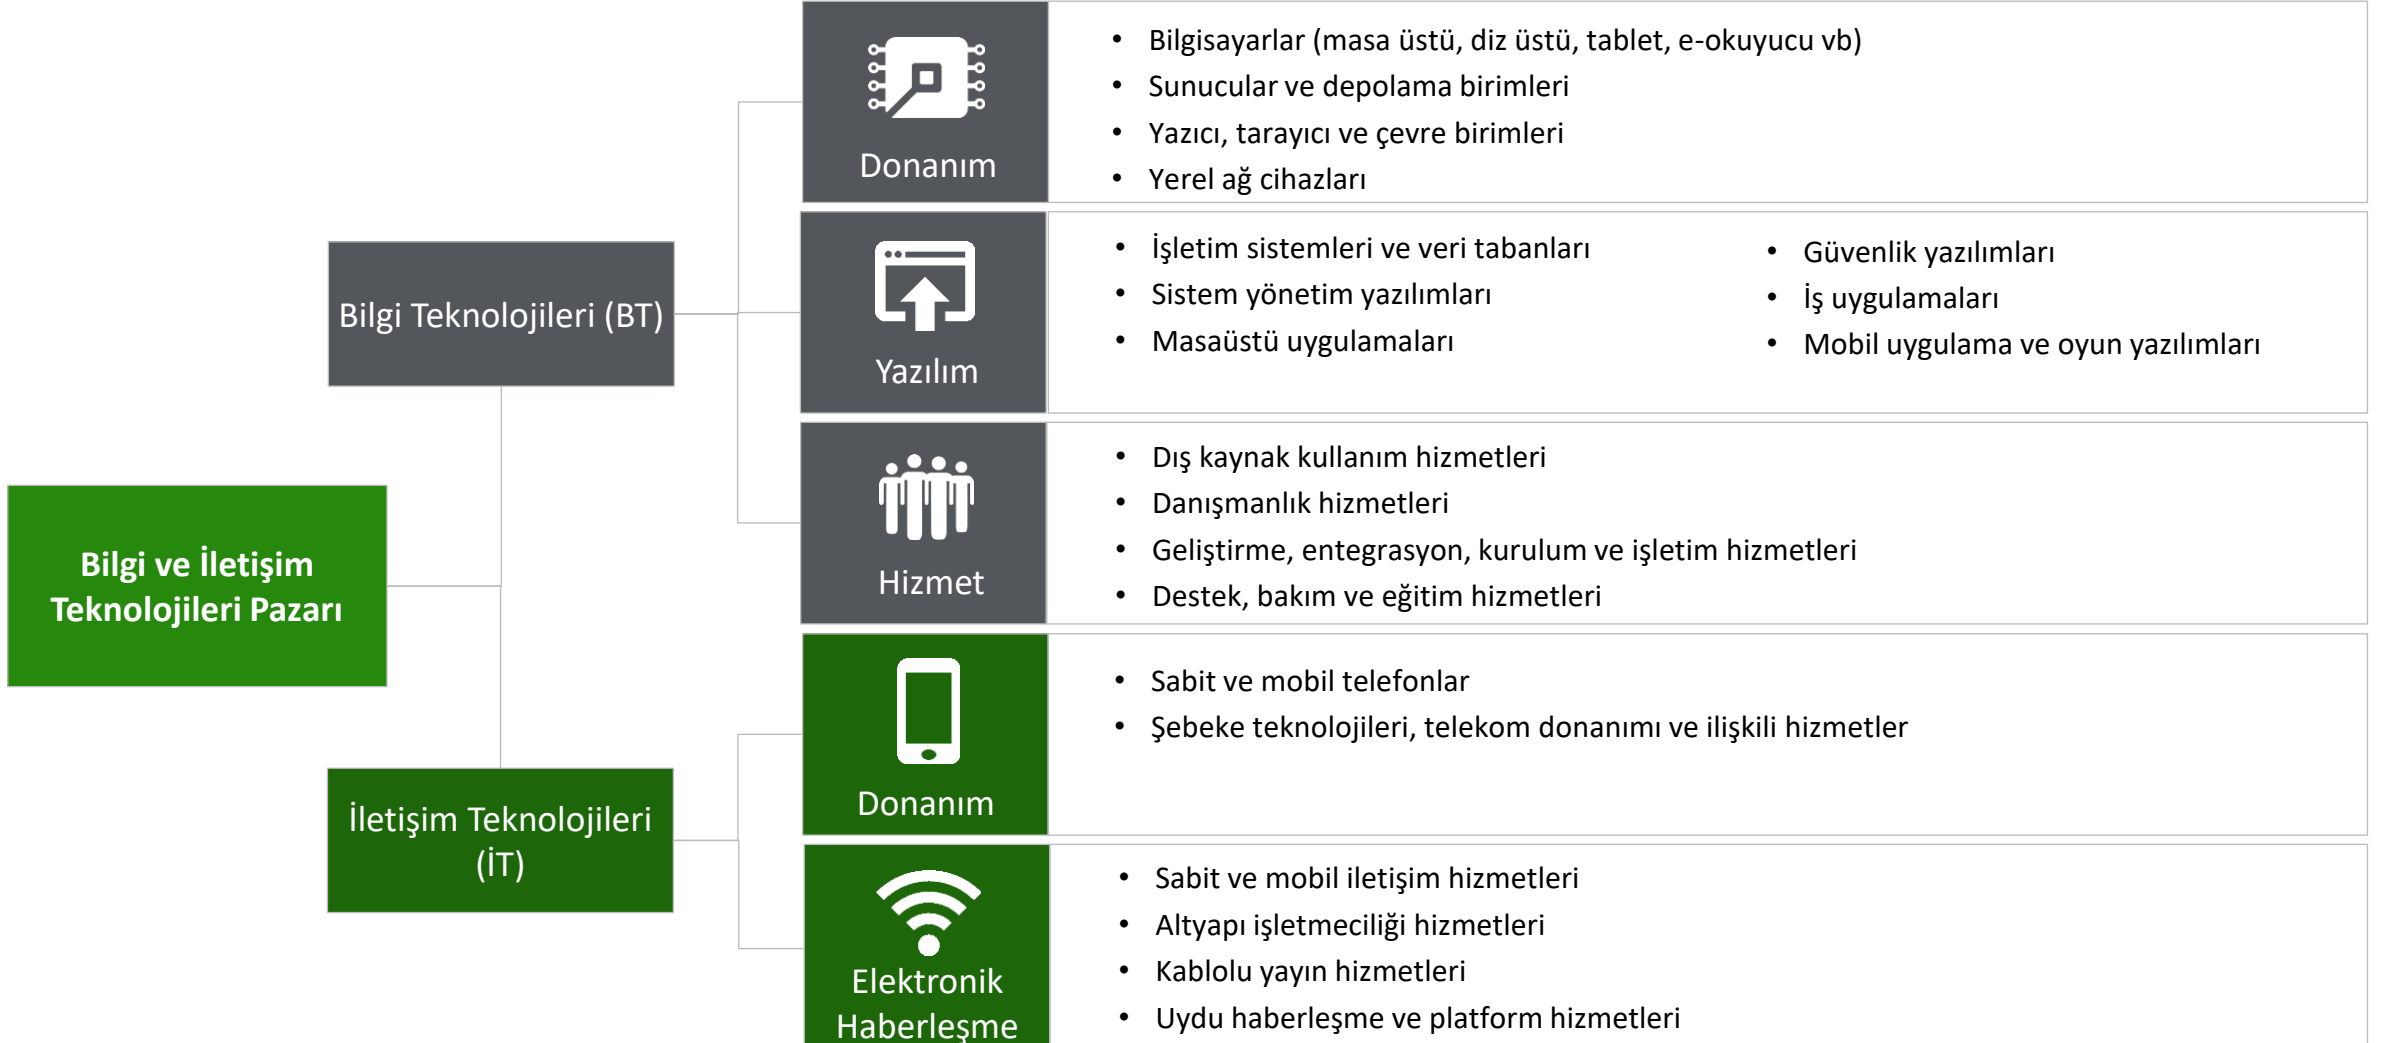 Bilgi ve İletişim
Teknolojileri Pazarı
Bilgi Teknolojileri (BT)
Donanım
• Bilgisayarlar (masa üstü, diz üstü, tablet, e-okuyucu vb)
• Sunucular ve depolama birimleri
• Yazıcı, tarayıcı ve çevre birimleri
• Yerel ağ cihazları
Yazılım
• İşletim sistemleri ve veri tabanları
• Sistem yönetim yazılımları
• Masaüstü uygulamaları
• Güvenlik yazılımları
• İş uygulamaları
• Mobil uygulama ve oyun yazılımları
Hizmet
• Dış kaynak kullanım hizmetleri
• Danışmanlık hizmetleri
• Geliştirme, entegrasyon, kurulum ve işletim hizmetleri
• Destek, bakım ve eğitim hizmetleri
İletişim Teknolojileri
(İT)
Donanım
• Sabit ve mobil telefonlar
• Şebeke teknolojileri, telekom donanımı ve ilişkili hizmetler
Elektronik
Haberleşme
• Sabit ve mobil iletişim hizmetleri
• Altyapı işletmeciliği hizmetleri
• Kablolu yayın hizmetleri
• Uydu haberleşme ve platform hizmetleri